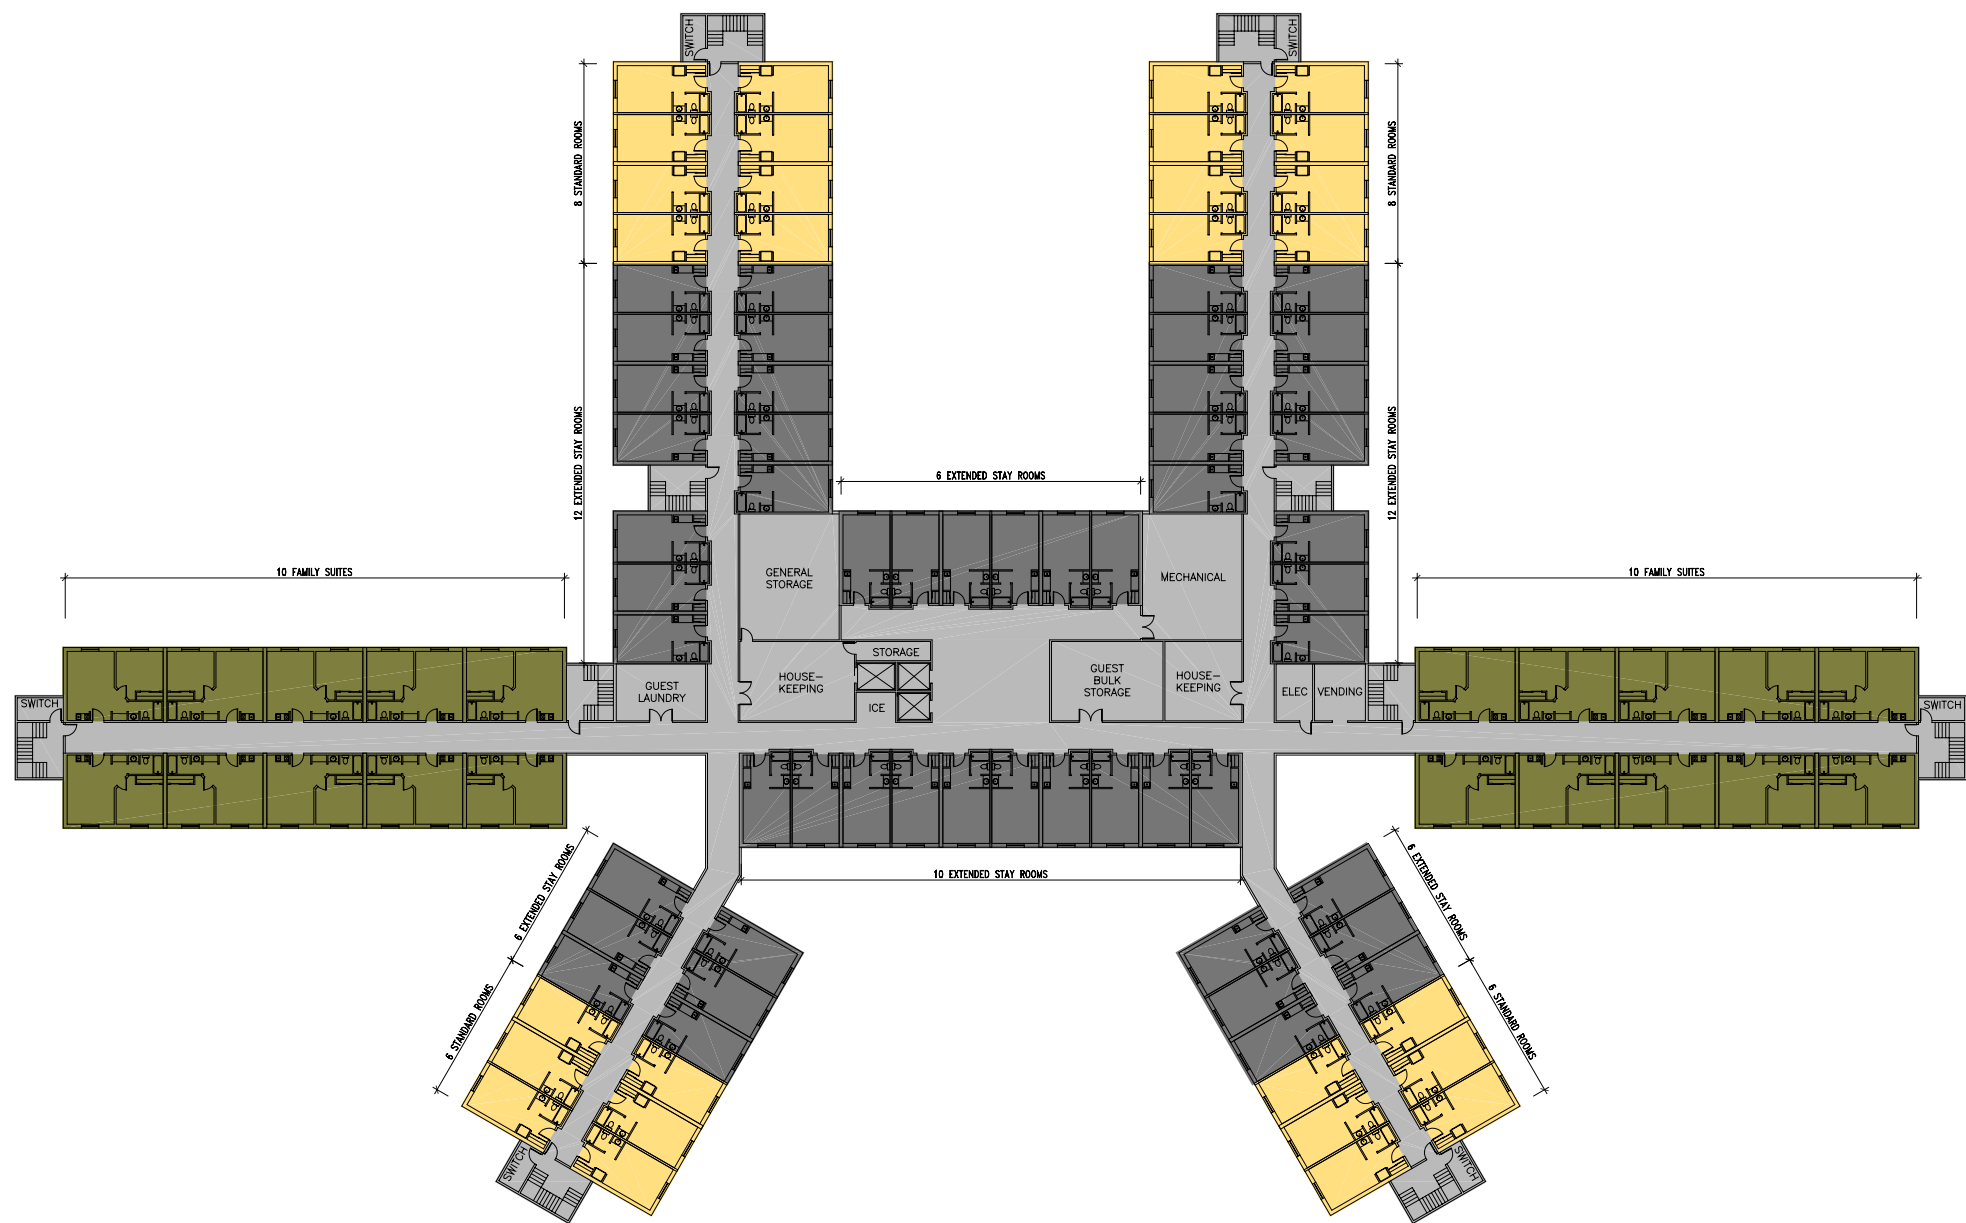 SWITCH
SWITCH
8 STANDARD ROOMS
8 STANDARD ROOMS
12 EXTENDED STAY ROOMS
12 EXTENDED STAY ROOMS
6 EXTENDED STAY ROOMS
10 FAMILY SUITES
10 FAMILY SUITES
GENERAL
STORAGE
MECHANICAL
STORAGE
HOUSE-
KEEPING
ICE
GUEST
LAUNDRY
GUEST
BULK
STORAGE
HOUSE-
KEEPING
ELEC
VENDING
SWITCH
SWITCH
10 EXTENDED STAY ROOMS
6 EXTENDED STAY ROOMS
6 EXTENDED STAY ROOMS
6 STANDARD ROOMS
6 STANDARD ROOMS
SWITCH
SWITCH